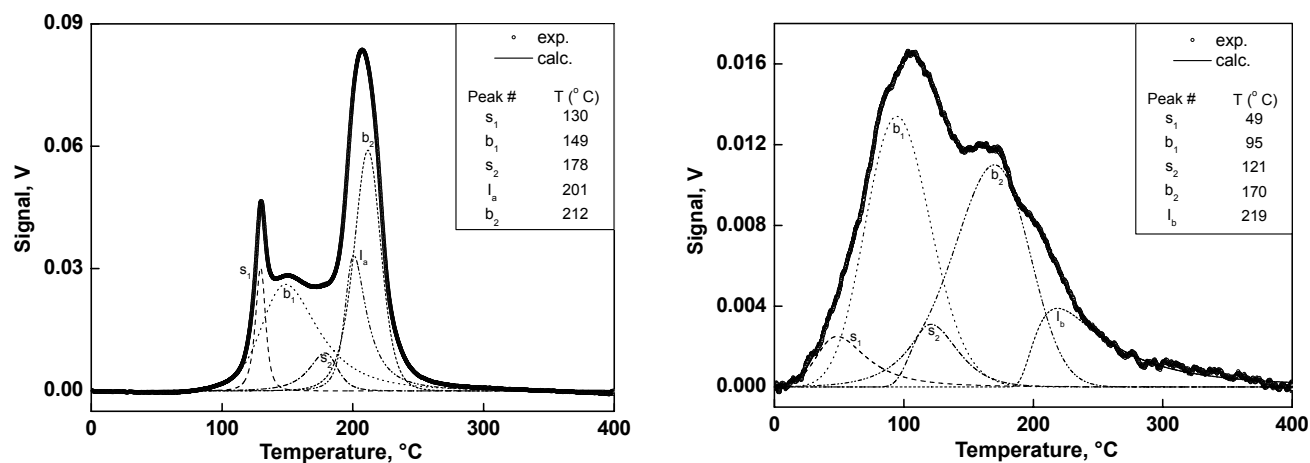 0.09
0.06
0.03
0.00
Signal, V
0 100 200 300 400
Temperature, °C
exp.
calc.
Peak # T (° C)
s₁ 130
b₁ 149
s₂ 178
Iₐ 201
b₂ 212
s₁
b₁
s₂
Iₐ
b₂
0.016
0.012
0.008
0.004
0.000
Signal, V
0 100 200 300 400
Temperature, °C
exp.
calc.
Peak # T (° C)
s₁ 49
b₁ 95
s₂ 121
b₂ 170
I_b 219
b₁
b₂
s₁
s₂
I_b